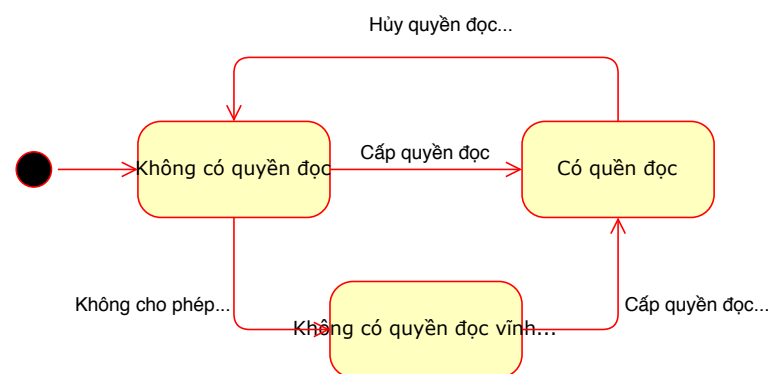 Hủy quyền đọc...
Không có quyền đọc
Cấp quyền đọc
Có quền đọc
Không cho phép...
Không có quyền đọc vĩnh...
Cấp quyền đọc...